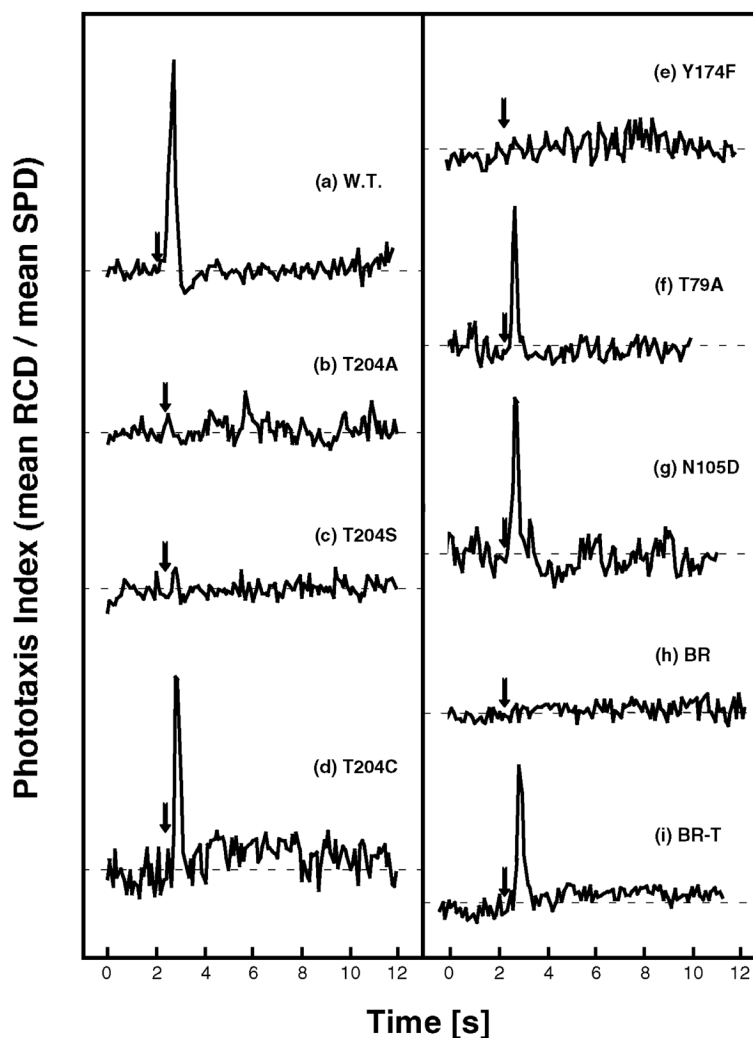 Phototaxis Index (mean RCD / mean SPD)
(a) W.T.
(b) T204A
(c) T204S
(d) T204C
0 2 4 6 8 10 12
(e) Y174F
(f) T79A
(g) N105D
(h) BR
(i) BR-T
0 2 4 6 8 10 12
Time [s]